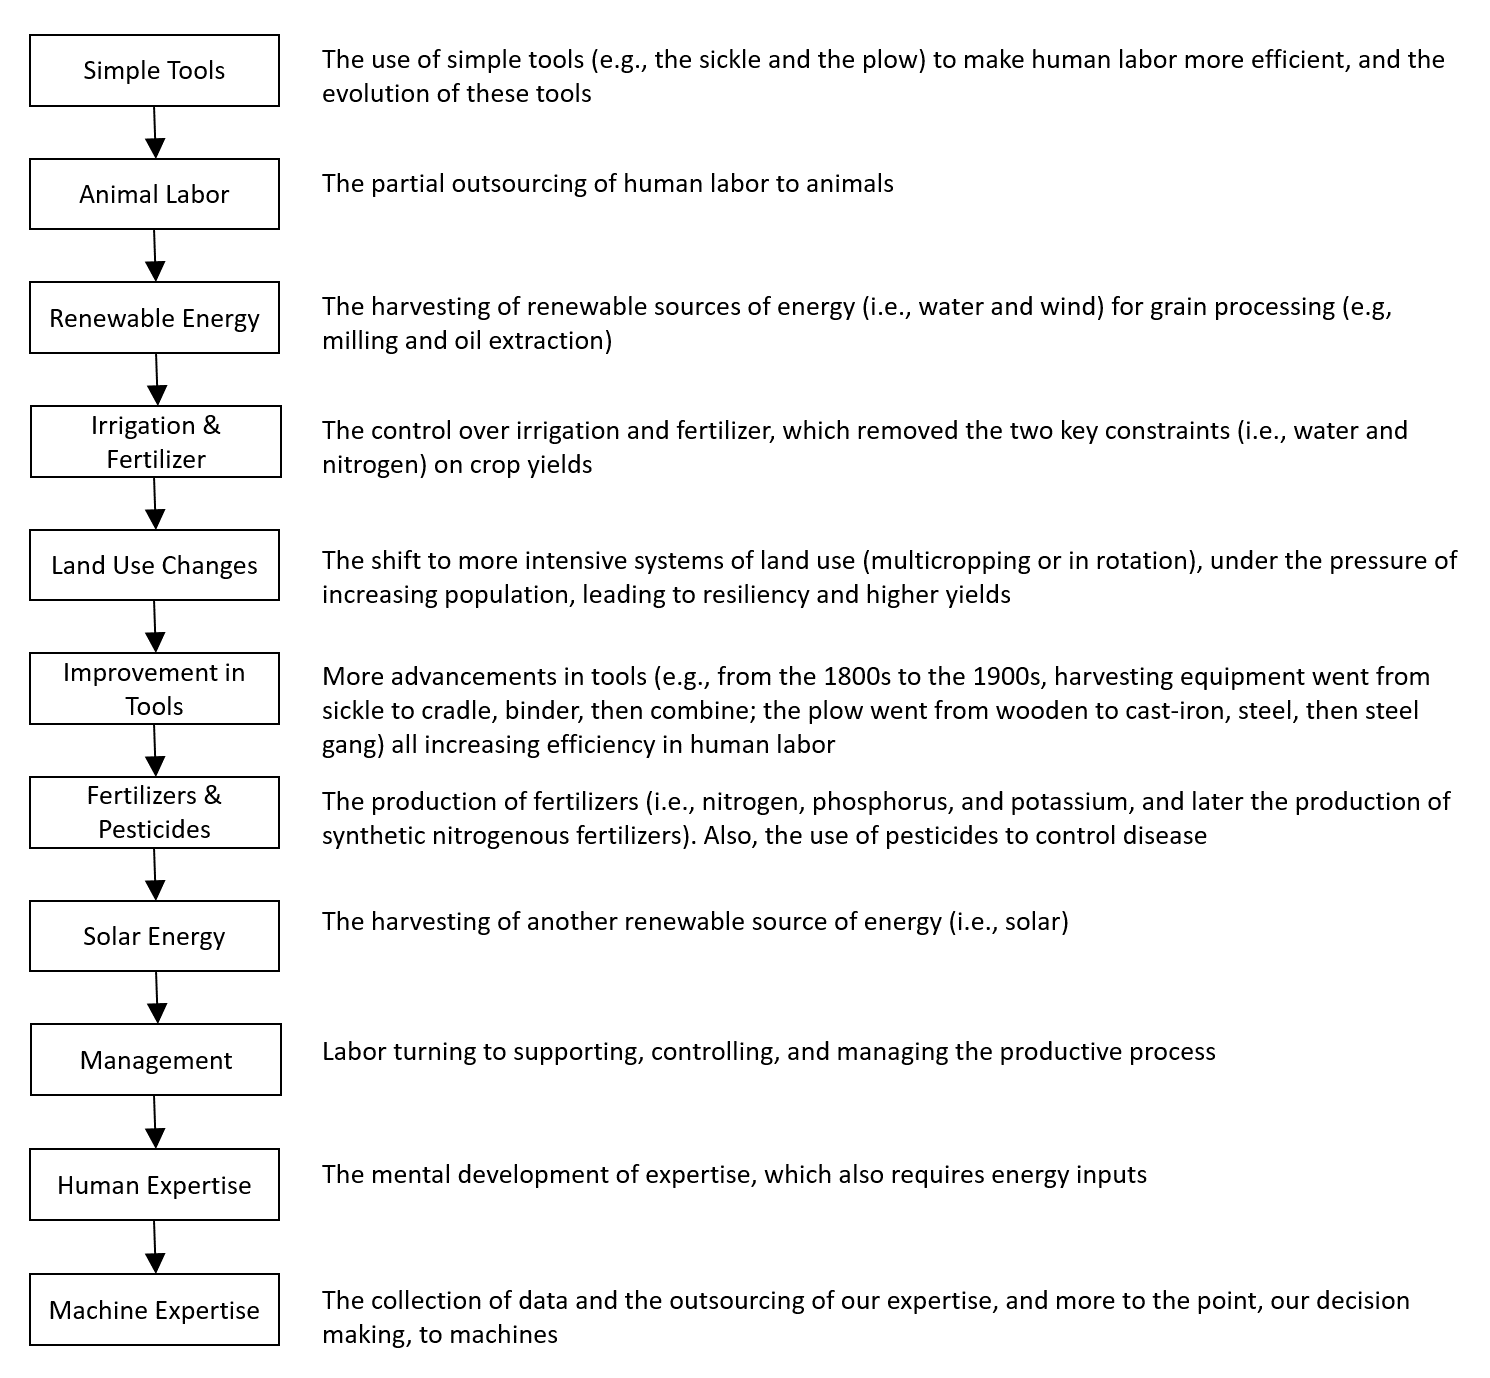 Simple Tools
The use of simple tools (e.g., the sickle and the plow) to make human labor more efficient, and the
evolution of these tools
Animal Labor
The partial outsourcing of human labor to animals
Renewable Energy
The harvesting of renewable sources of energy (i.e., water and wind) for grain processing (e.g,
milling and oil extraction)
Irrigation &
Fertilizer
The control over irrigation and fertilizer, which removed the two key constraints (i.e., water and
nitrogen) on crop yields
Land Use Changes
The shift to more intensive systems of land use (multicropping or in rotation), under the pressure of
increasing population, leading to resiliency and higher yields
Improvement in
Tools
More advancements in tools (e.g., from the 1800s to the 1900s, harvesting equipment went from
sickle to cradle, binder, then combine; the plow went from wooden to cast-iron, steel, then steel
gang) all increasing efficiency in human labor
Fertilizers &
Pesticides
The production of fertilizers (i.e., nitrogen, phosphorus, and potassium, and later the production of
synthetic nitrogenous fertilizers). Also, the use of pesticides to control disease
Solar Energy
The harvesting of another renewable source of energy (i.e., solar)
Management
Labor turning to supporting, controlling, and managing the productive process
Human Expertise
The mental development of expertise, which also requires energy inputs
Machine Expertise
The collection of data and the outsourcing of our expertise, and more to the point, our decision
making, to machines